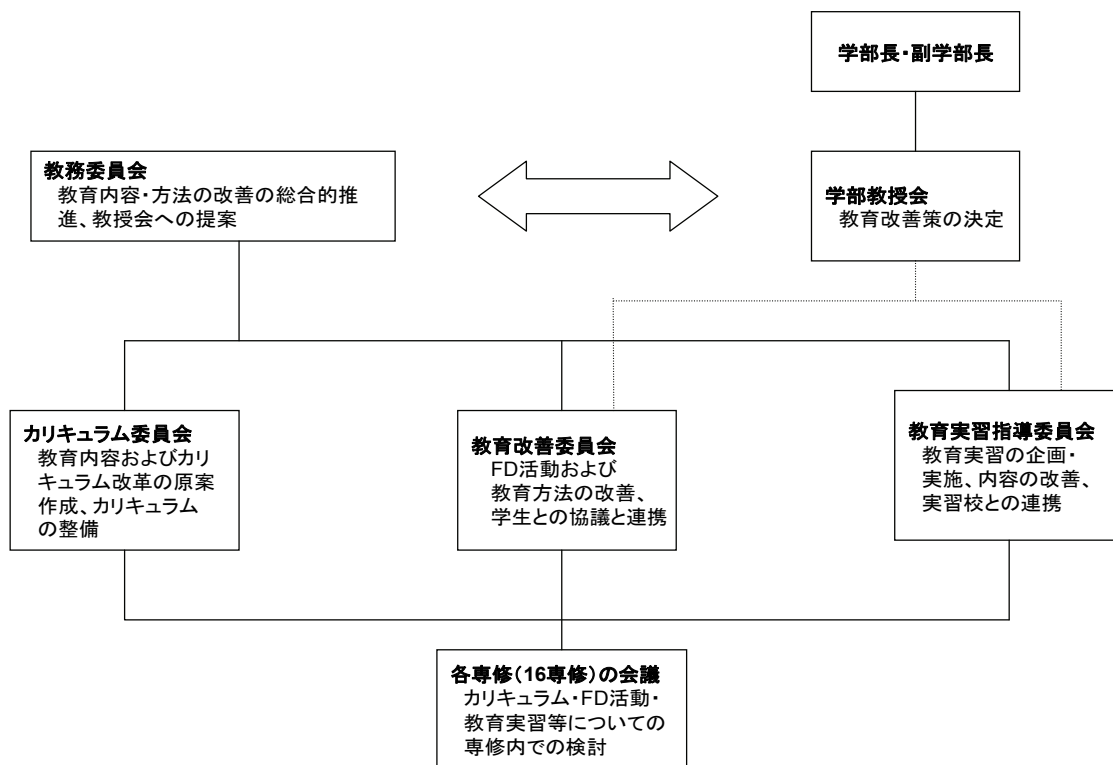 学部長・副学部長
教務委員会
教育内容・方法の改善の総合的推
進、教授会への提案
学部教授会
教育改善策の決定
カリキュラム委員会
教育内容およびカリ
キュラム改革の原案
作成、カリキュラム
の整備
教育改善委員会
FD活動および
教育方法の改善、
学生との協議と連携
教育実習指導委員会
教育実習の企画・
実施、内容の改善、
実習校との連携
各専修（16専修）の会議
カリキュラム・FD活動・
教育実習等についての
専修内での検討